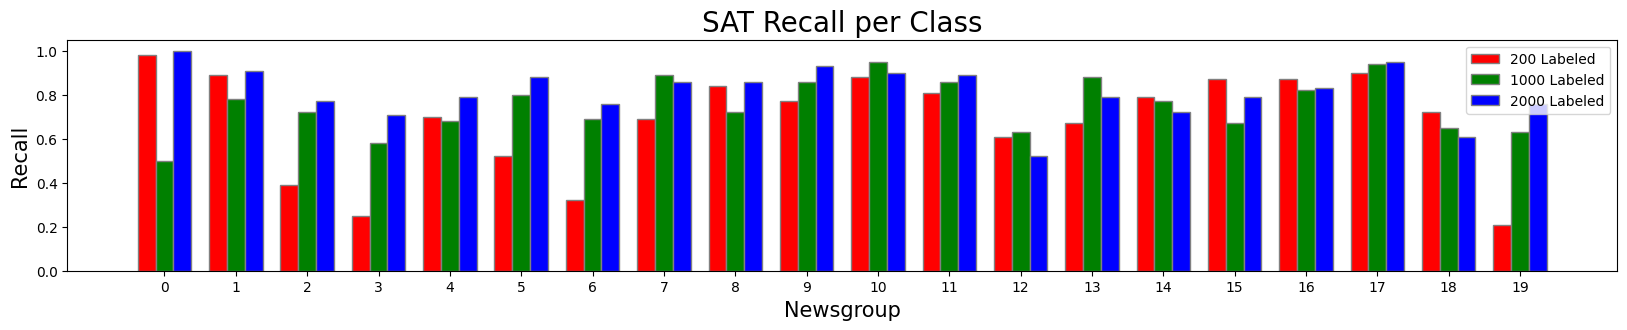 SAT Recall per Class
200 Labeled
1000 Labeled
2000 Labeled
Recall
1.0
0.8
0.6
0.4
0.2
0.0
0 1 2 3 4 5 6 7 8 9 10 11 12 13 14 15 16 17 18 19
Newsgroup